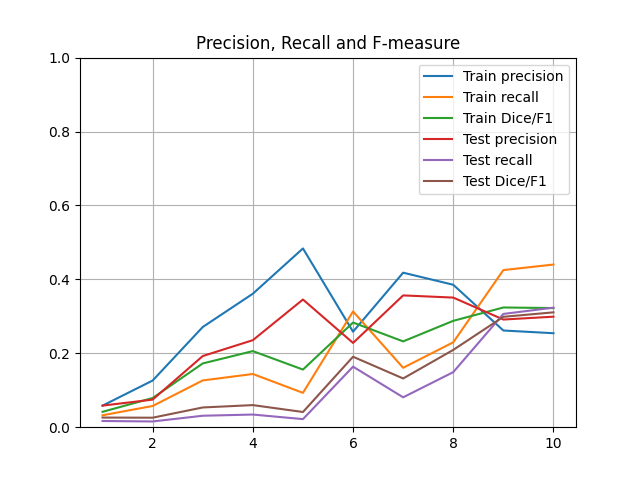 Precision, Recall and F-measure
1.0
0.8
0.6
0.4
0.2
0.0
Train precision
Train recall
Train Dice/F1
Test precision
Test recall
Test Dice/F1
2 4 6 8 10